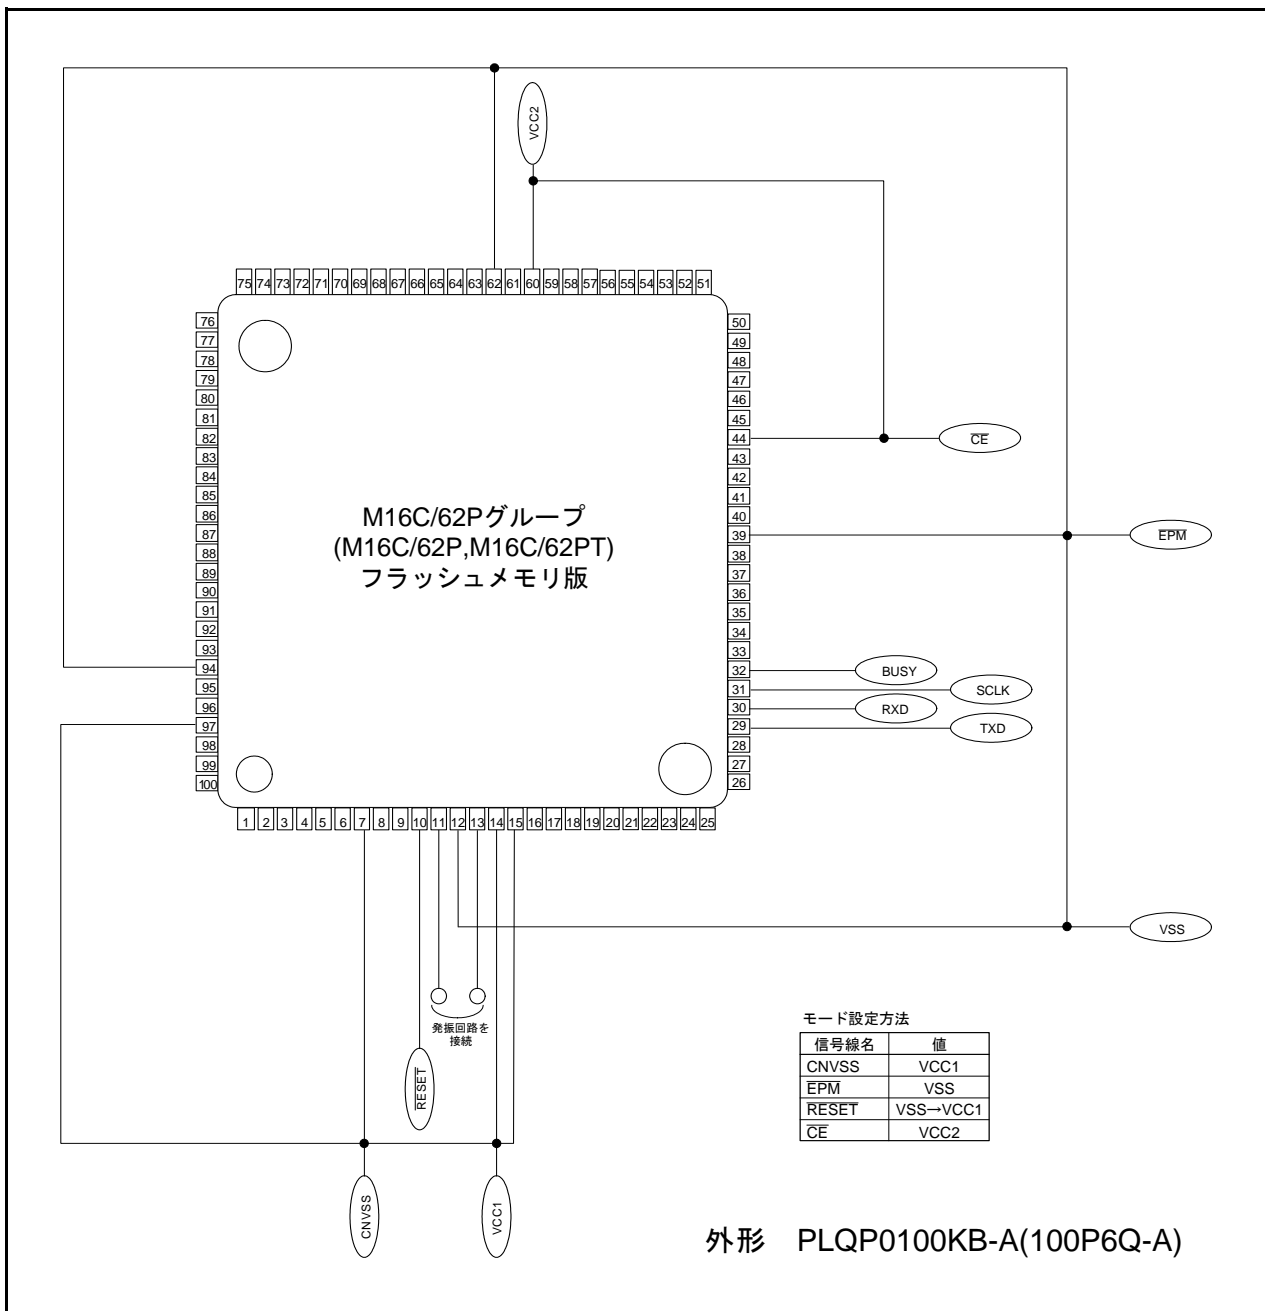 VCC2
75 74 73 72 71 70 69 68 67 66 65 64 63 62 61 60 59 58 57 56 55 54 53 52 51
76
77
78
79
80
81
82
83
84
85
86
87
88
89
90
91
92
93
94
95
96
97
98
99
100
M16C/62Pグループ
(M16C/62P,M16C/62PT)
フラッシュメモリ版
50
49
48
47
46
45
44
43
42
41
40
39
38
37
36
35
34
33
32
31
30
29
28
27
26
CE
EPM
BUSY
SCLK
RXD
TXD
1 2 3 4 5 6 7 8 9 10 11 12 13 14 15 16 17 18 19 20 21 22 23 24 25
VSS
発振回路を
接続
RESET
CNVSS
VCC1
モード設定方法
信号線名 値
CNVSS VCC1
EPM VSS
RESET VSS→VCC1
CE VCC2
外形 PLQP0100KB-A(100P6Q-A)